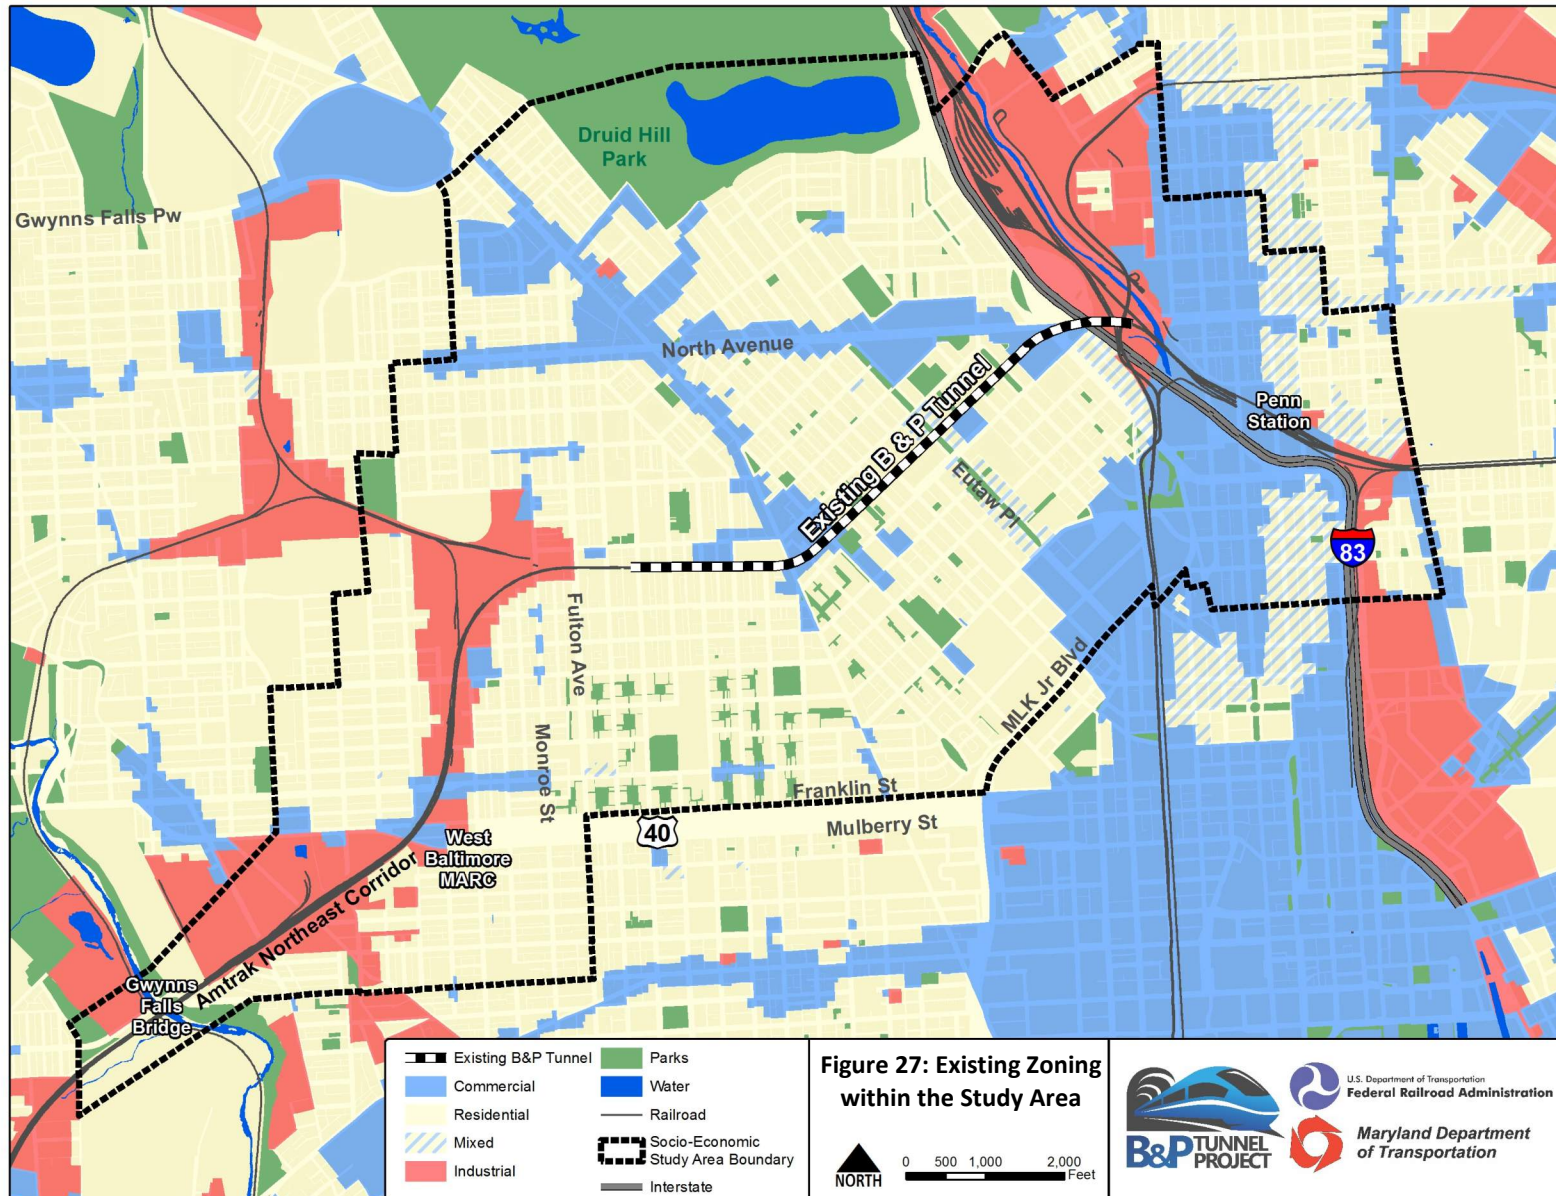 Druid Hill
Park
Gwynns Falls Pw
North Avenue
Existing B & P Tunnel
Penn
Station
Eutaw Pl
83
Fulton Ave
Monroe St
MLK Jr Blvd
Franklin St
40
Mulberry St
West
Baltimore
MARC
Amtrak Northeast Corridor
Gwynns
Falls
Bridge
Existing B&P Tunnel
Commercial
Residential
Mixed
Industrial
Parks
Water
Railroad
Socio-Economic
Study Area Boundary
Interstate
Figure 27: Existing Zoning
within the Study Area
NORTH
0 500 1,000 2,000
Feet
B&P TUNNEL
PROJECT
U.S. Department of Transportation
Federal Railroad Administration
Maryland Department
of Transportation